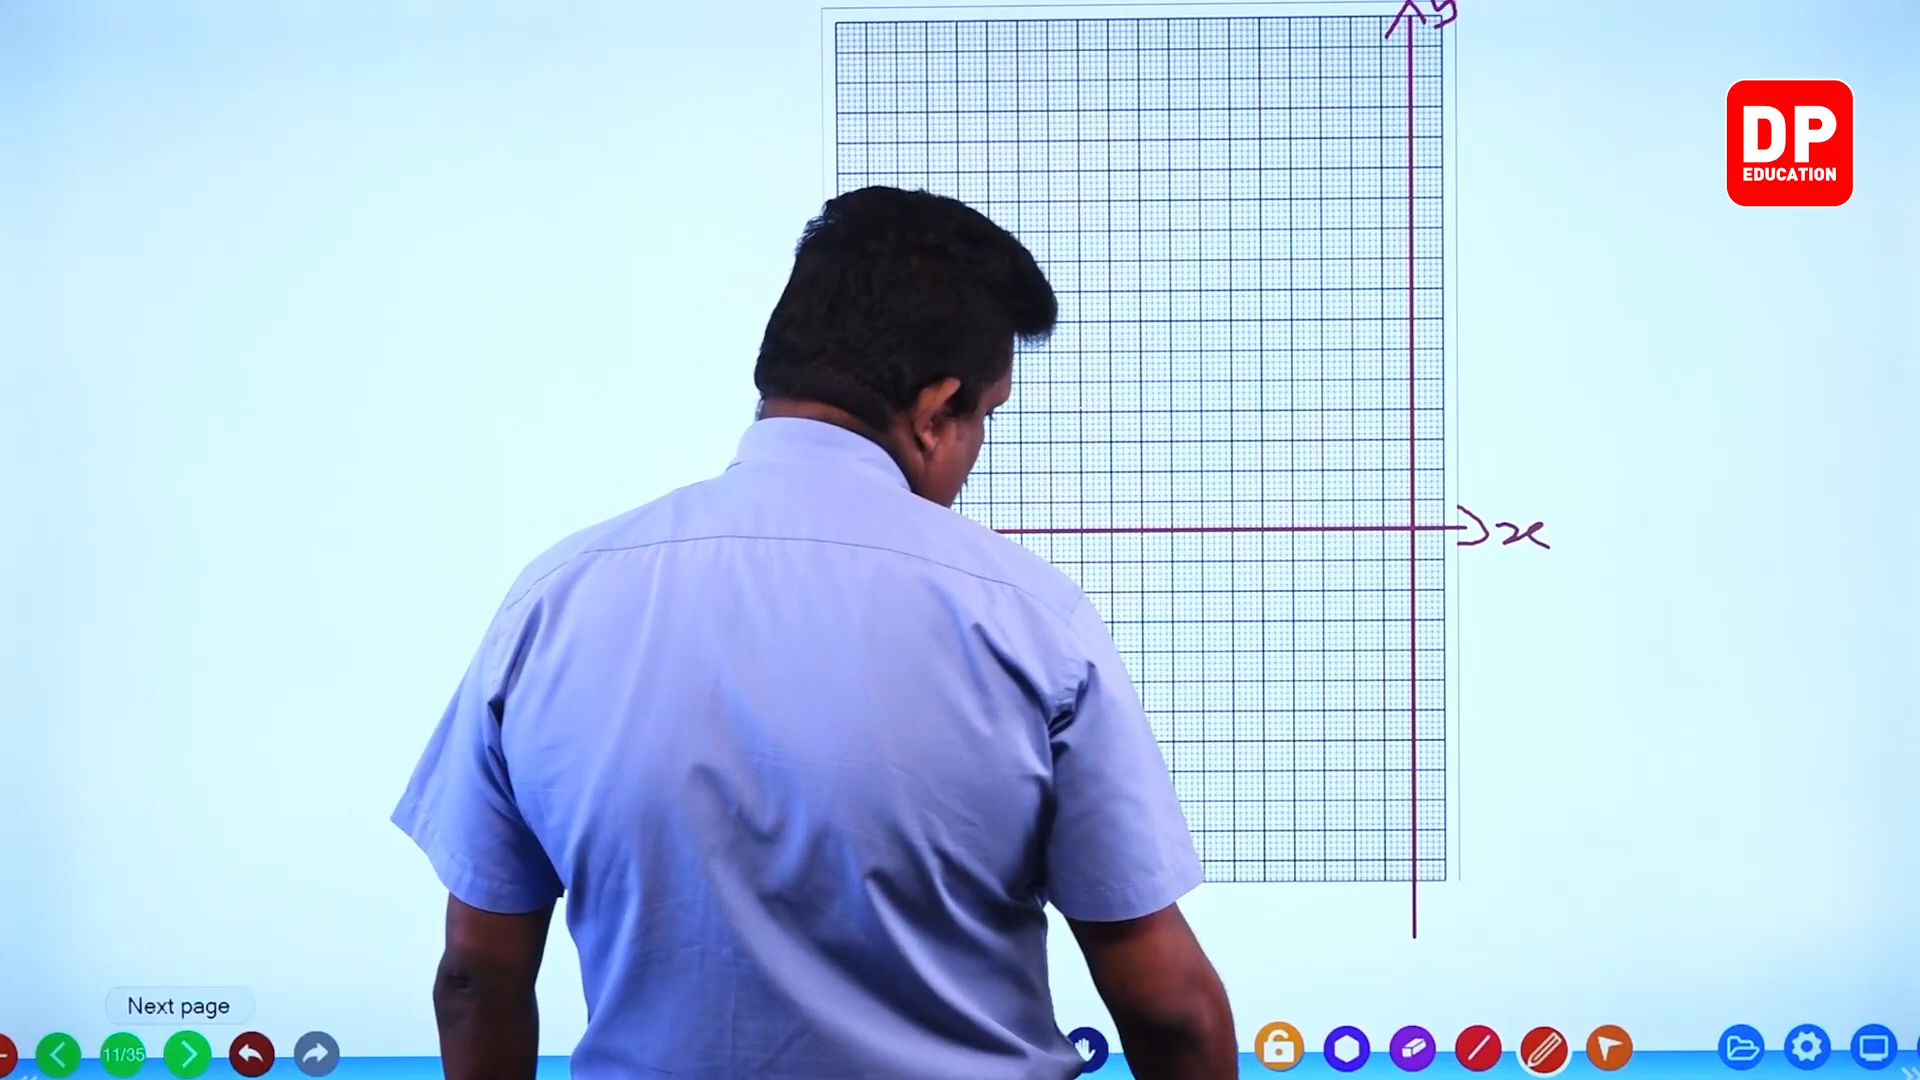 y
DP
EDUCATION
x
Next page
11/35